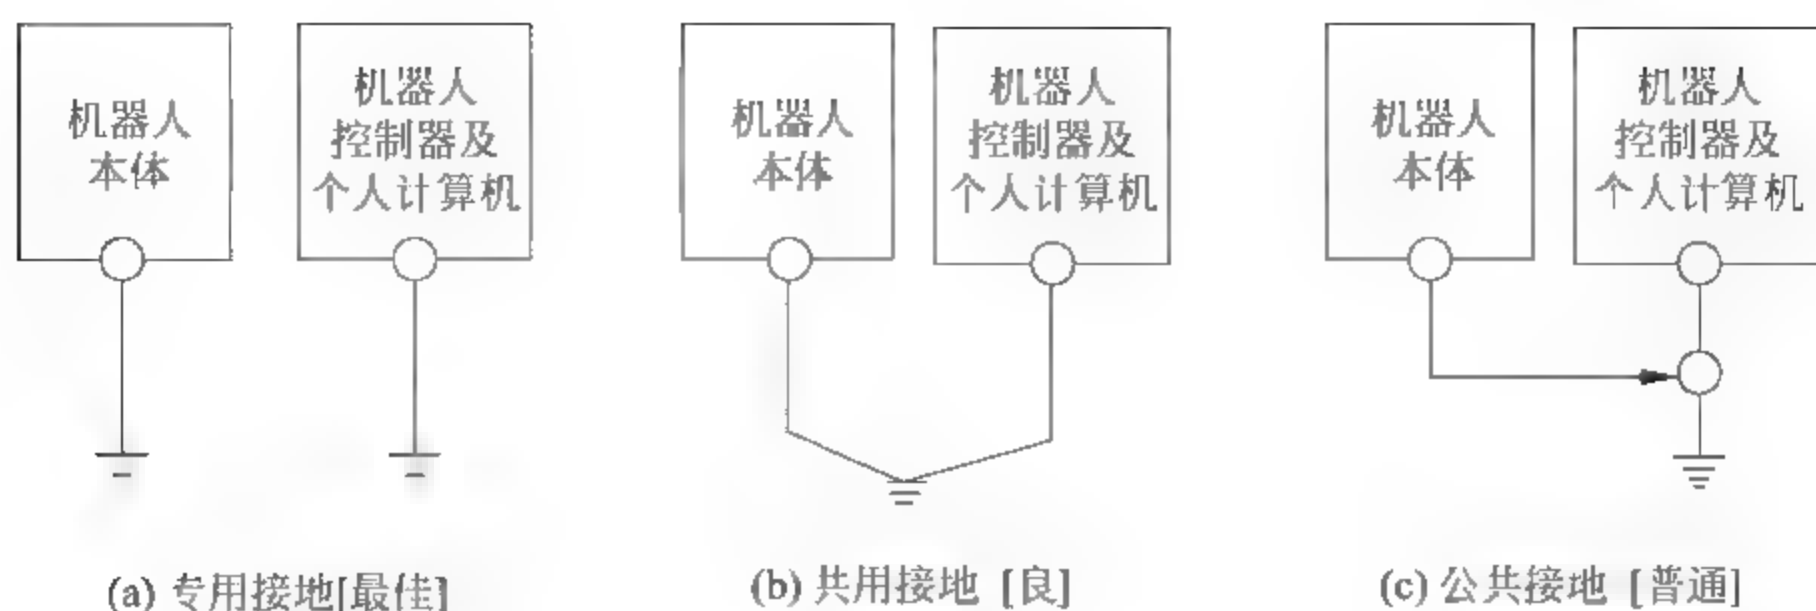 机器人
本体
机器人
控制器及
个人计算机
机器人
本体
机器人
控制器及
个人计算机
机器人
本体
机器人
控制器及
个人计算机
(a) 专用接地[最佳]
(b) 共用接地 [良]
(c) 公共接地 [普通]